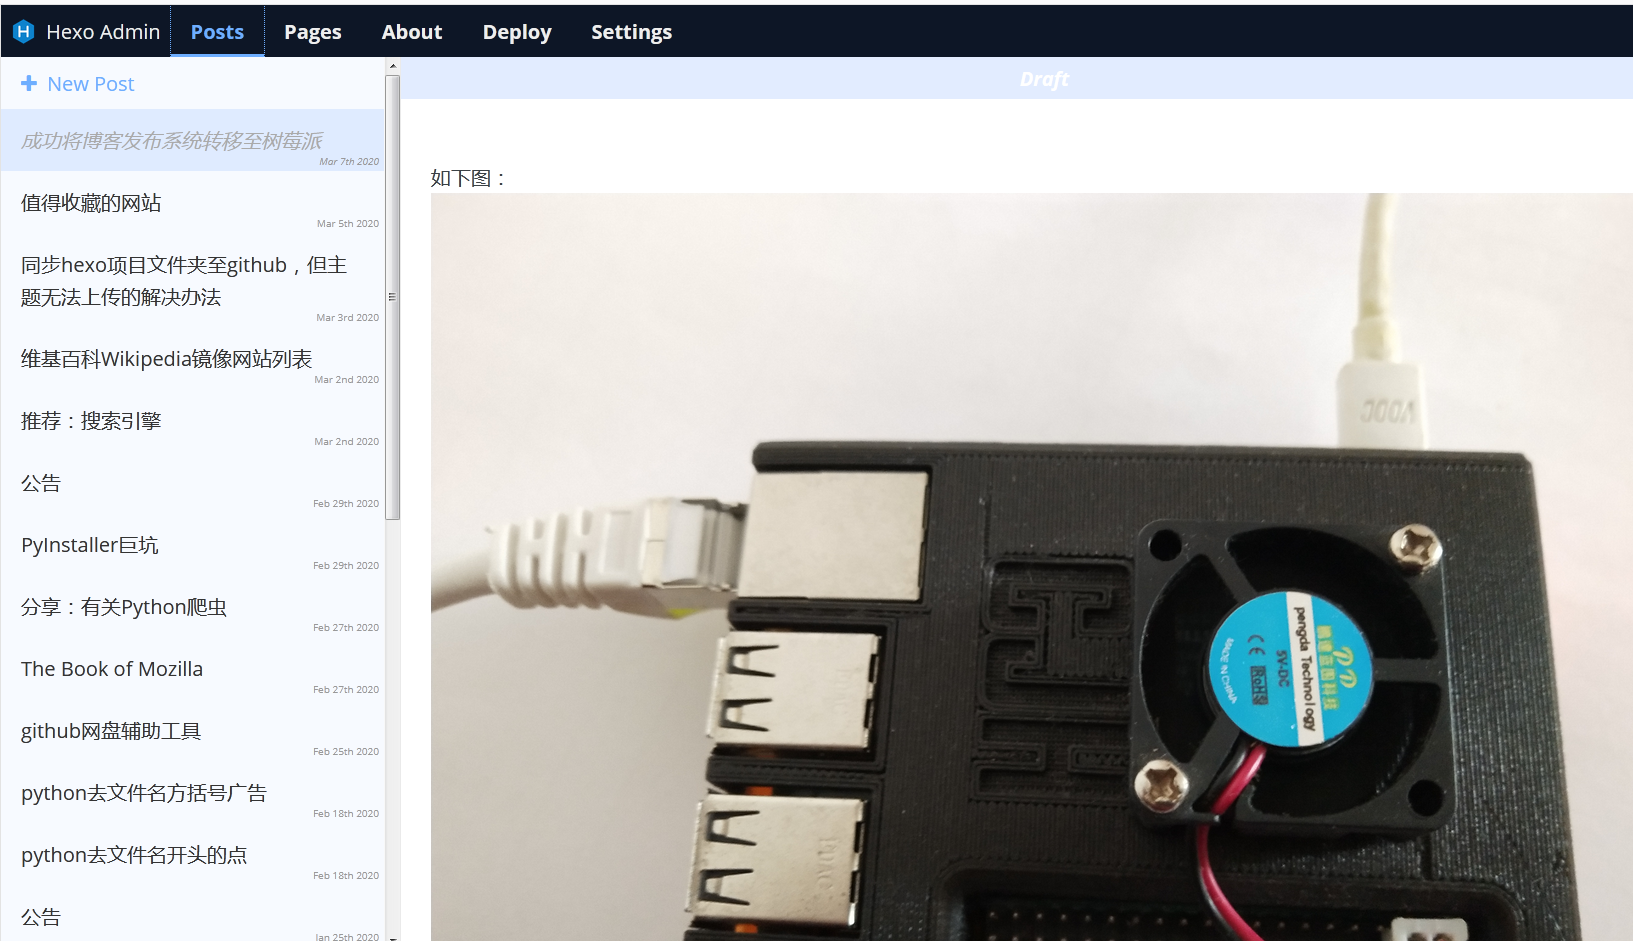 Hexo Admin
Posts
Pages
About
Deploy
Settings
New Post
成功将博客发布系统转移至树莓派
Mar 7th 2020
值得收藏的网站
Mar 5th 2020
同步hexo项目文件夹至github，但主
题无法上传的解决办法
Mar 3rd 2020
维基百科Wikipedia镜像网站列表
Mar 2nd 2020
推荐：搜索引擎
Mar 2nd 2020
公告
Feb 29th 2020
PyInstaller巨坑
Feb 29th 2020
分享：有关Python爬虫
Feb 27th 2020
The Book of Mozilla
Feb 27th 2020
github网盘辅助工具
Feb 25th 2020
python去文件名方括号广告
Feb 18th 2020
python去文件名开头的点
Feb 18th 2020
公告
Jan 25th 2020
Draft
如下图：
VOOC
PD
pengda Technology
5V-DC
CE RoHS
MADE IN CHINA